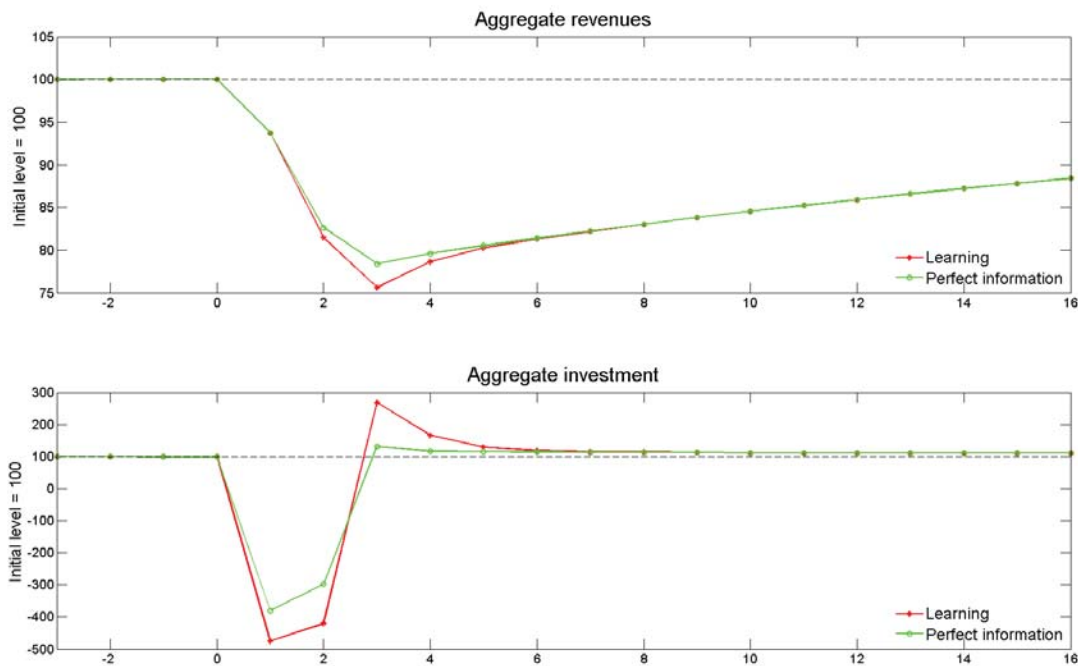 Aggregate revenues
Initial level = 100
105
100
95
90
85
80
75
-2 0 2 4 6 8 10 12 14 16
Learning
Perfect information
Aggregate investment
Initial level = 100
300
200
100
0
-100
-200
-300
-400
-500
-2 0 2 4 6 8 10 12 14 16
Learning
Perfect information